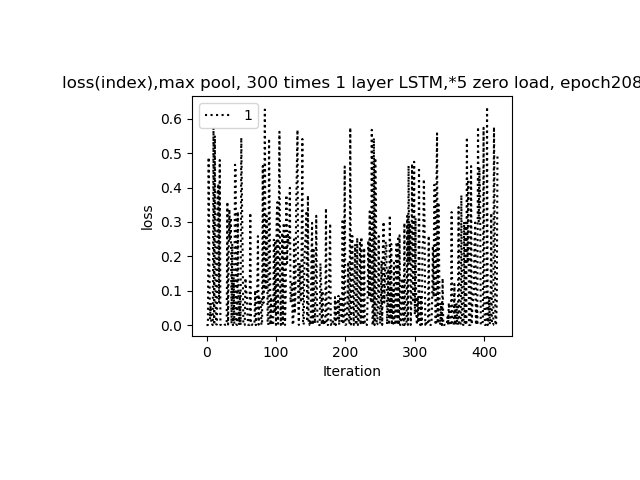 loss(index),max pool, 300 times 1 layer LSTM,*5 zero load, epoch208
1
0.6
0.5
0.4
0.3
0.2
0.1
0.0
loss
0 100 200 300 400
Iteration